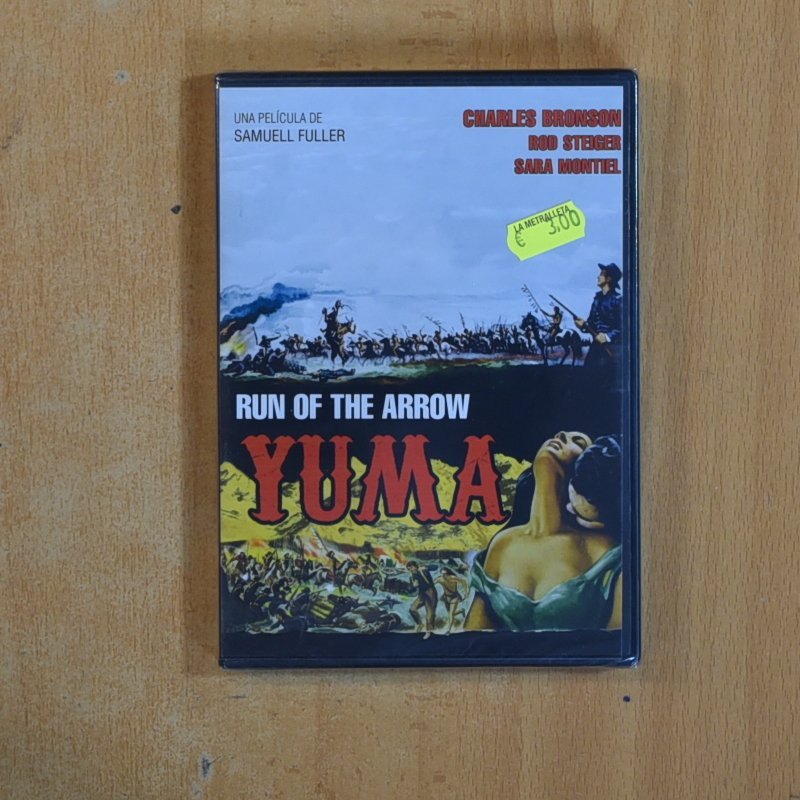 UNA PELÍCULA DE
SAMUELL FULLER
CHARLES BRONSON
ROD STEIGER
SARA MONTIEL
LA METRALLETA
€ 3,00
RUN OF THE ARROW
YUMA